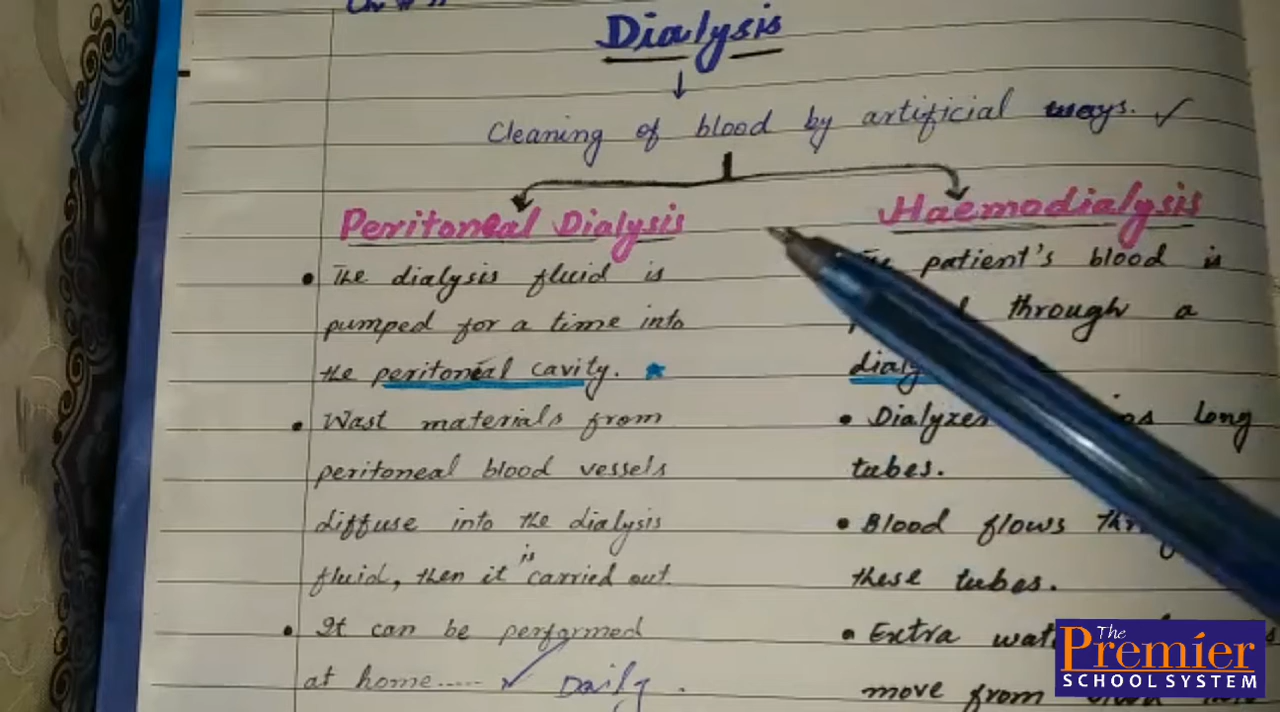 Dialysis
Cleaning of blood by artificial ways.
Peritoneal Dialysis
• The dialysis fluid is
pumped for a time into
the peritoneal cavity.
• Wast materials from
peritoneal blood vessels
diffuse into the dialysis
fluid, then it is carried out
• It can be performed
at home..... Daily.
Haemodialysis
patient's blood is
through a
• long
tubes.
• Blood flows
these tubes.
• Extra
move from
The
Premier
SCHOOL SYSTEM